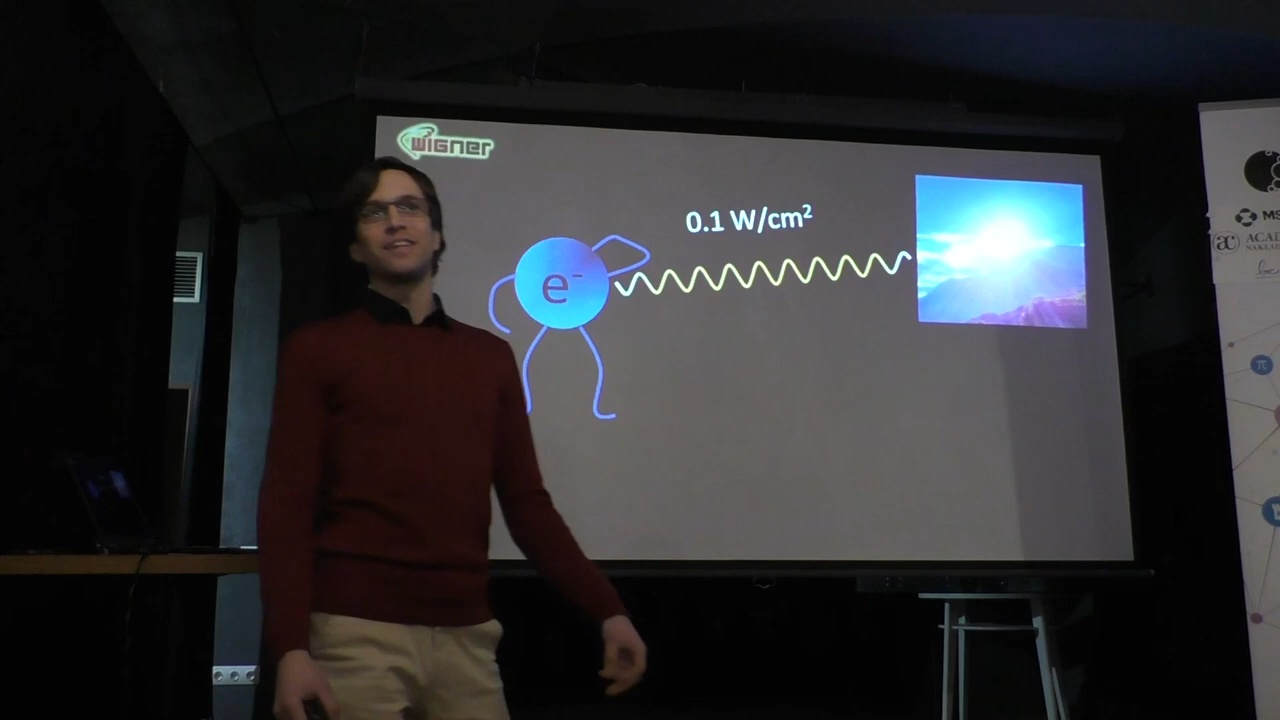 wigner
0.1 W/cm²
e⁻
π